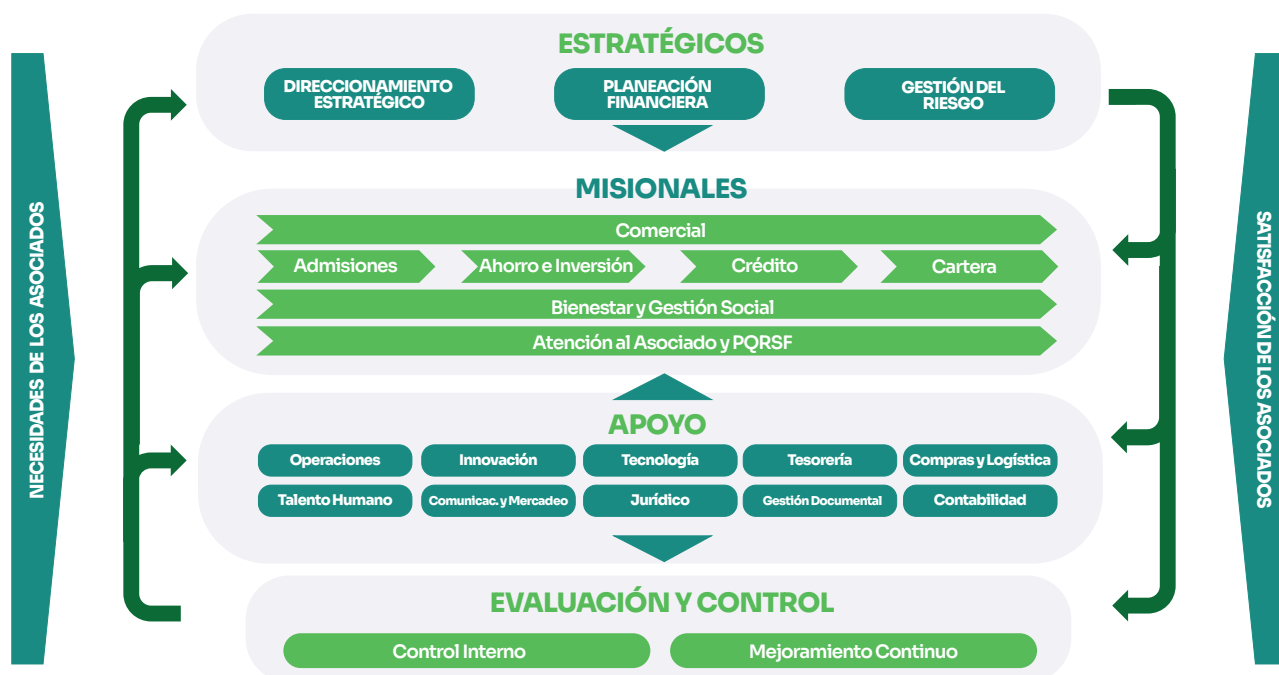 ESTRATÉGICOS
DIRECCIONAMIENTO
ESTRATÉGICO
PLANEACIÓN
FINANCIERA
GESTIÓN DEL
RIESGO
MISIONALES
Comercial
Admisiones
Ahorro e Inversión
Crédito
Cartera
Bienestar y Gestión Social
Atención al Asociado y PQRSF
APOYO
Operaciones
Innovación
Tecnología
Tesorería
Compras y Logística
Talento Humano
Comunicac. y Mercadeo
Jurídico
Gestión Documental
Contabilidad
EVALUACIÓN Y CONTROL
Control Interno
Mejoramiento Continuo
NECESIDADES DE LOS ASOCIADOS
SATISFACCIÓN DE LOS ASOCIADOS